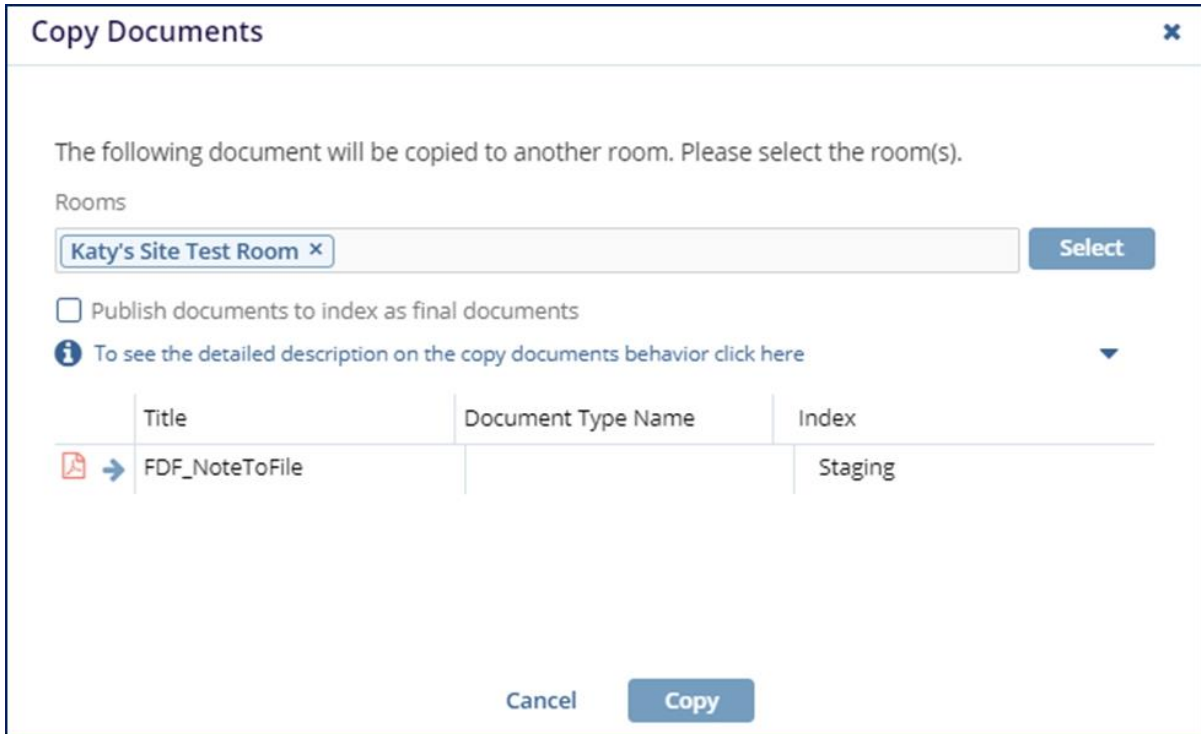 Copy Documents
The following document will be copied to another room. Please select the room(s).
Rooms
Katy's Site Test Room ×
Select
Publish documents to index as final documents
To see the detailed description on the copy documents behavior click here
Title Document Type Name Index
FDF_NoteToFile Staging
Cancel Copy